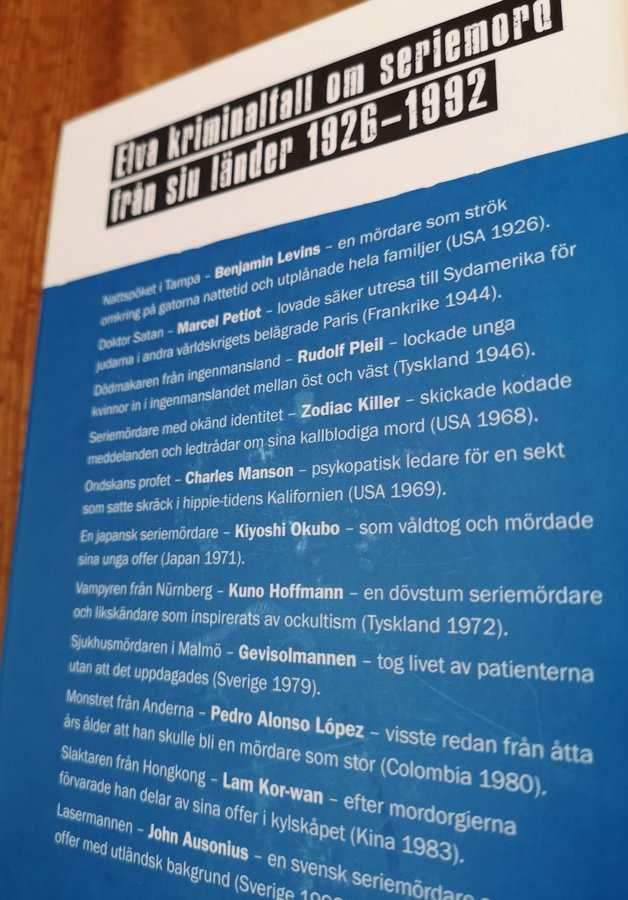 Elva kriminalfall om seriemord
från sju länder 1926–1992
Nattspöket i Tampa – Benjamin Levins – en mördare som strök
omkring på gatorna nattetid och utplånade hela familjer (USA 1926).
Doktor Satan – Marcel Petiot – lovade säker utresa till Sydamerika för
judarna i andra världskrigets belägrade Paris (Frankrike 1944).
Dödmakaren från ingenmansland – Rudolf Pleil – lockade unga
kvinnor in i ingenmanslandet mellan öst och väst (Tyskland 1946).
Seriemördare med okänd identitet – Zodiac Killer – skickade kodade
meddelanden och ledtrådar om sina kallblodiga mord (USA 1968).
Ondskans profet – Charles Manson – psykopatisk ledare för en sekt
som satte skräck i hippie-tidens Kalifornien (USA 1969).
En japansk seriemördare – Kiyoshi Okubo – som våldtog och mördade
sina unga offer (Japan 1971).
Vampyren från Nürnberg – Kuno Hoffmann – en dövstum seriemördare
och likskändare som inspirerats av ockultism (Tyskland 1972).
Sjukhusmördaren i Malmö – Gevisolmannen – tog livet av patienterna
utan att det uppdagades (Sverige 1979).
Monstret från Anderna – Pedro Alonso López – visste redan från åtta
års ålder att han skulle bli en mördare som stor (Colombia 1980).
Slaktaren från Hongkong – Lam Kor-wan – efter mordorgierna
förvarade han delar av sina offer i kylskåpet (Kina 1983).
Lasermannen – John Ausonius – en svensk seriemördare
offer med utländsk bakgrund (Sverige